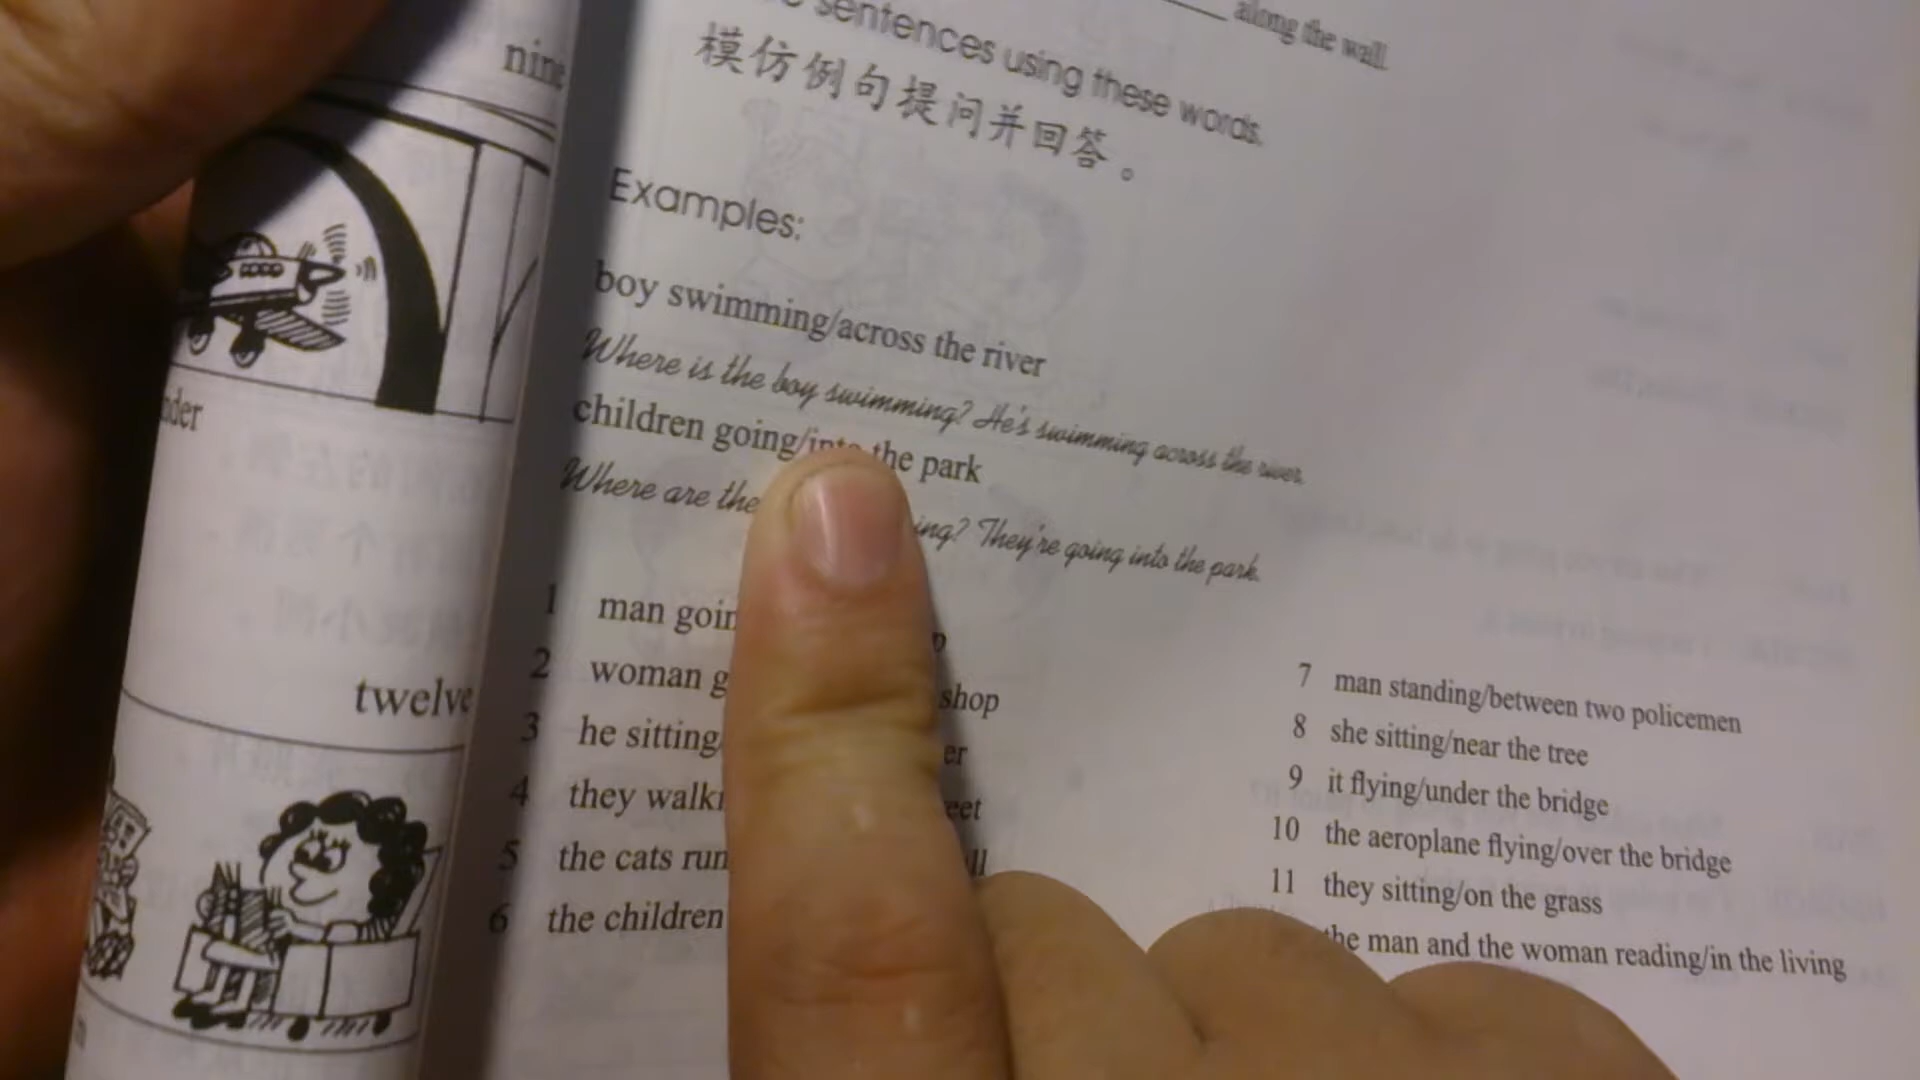 nine
twelve
along the wall.
sentences using these words.
模仿例句提问并回答。
Examples:
boy swimming/across the river
Where is the boy swimming? He's swimming across the river.
children going/into the park
Where are the ing? They're going into the park.
1 man goin
2 woman g shop
3 he sitting er
4 they walk eet
5 the cats run ll
6 the children
7 man standing/between two policemen
8 she sitting/near the tree
9 it flying/under the bridge
10 the aeroplane flying/over the bridge
11 they sitting/on the grass
the man and the woman reading/in the living